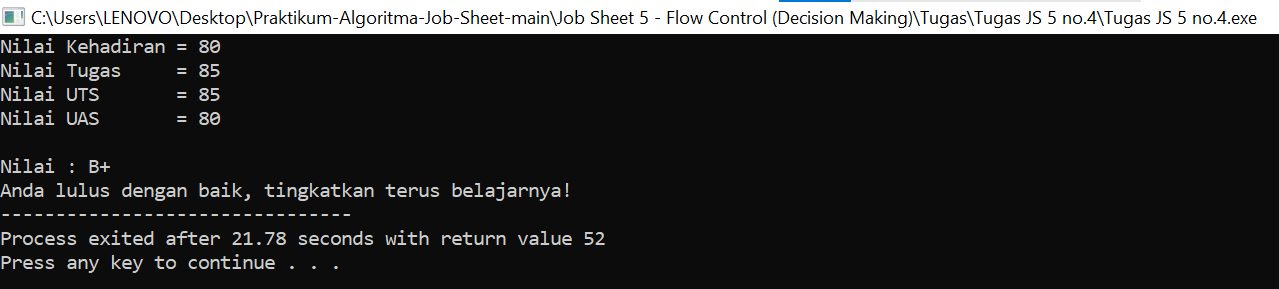 C:\Users\LENOVO\Desktop\Praktikum-Algoritma-Job-Sheet-main\Job Sheet 5 - Flow Control (Decision Making)\Tugas\Tugas JS 5 no.4\Tugas JS 5 no.4.exe
Nilai Kehadiran = 80
Nilai Tugas     = 85
Nilai UTS       = 85
Nilai UAS       = 80
Nilai : B+
Anda lulus dengan baik, tingkatkan terus belajarnya!
--------------------------------
Process exited after 21.78 seconds with return value 52
Press any key to continue . . .